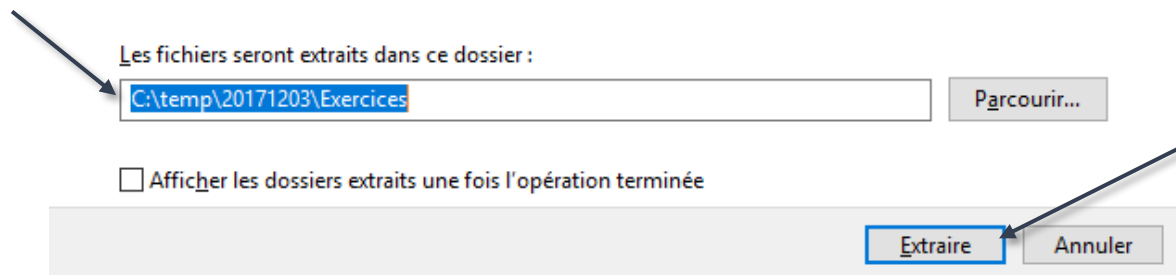 Les fichiers seront extraits dans ce dossier :
C:\temp\20171203\Exercices
Parcourir...
Afficher les dossiers extraits une fois l'opération terminée
Extraire
Annuler